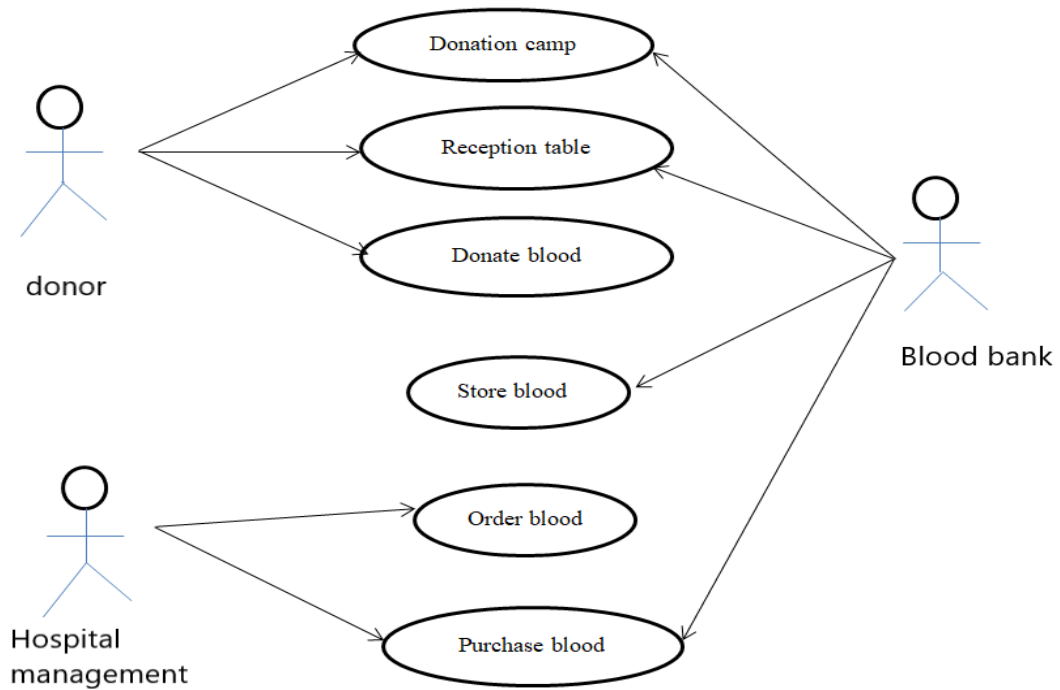 Donation camp
Reception table
Donate blood
donor
Blood bank
Store blood
Order blood
Purchase blood
Hospital
management